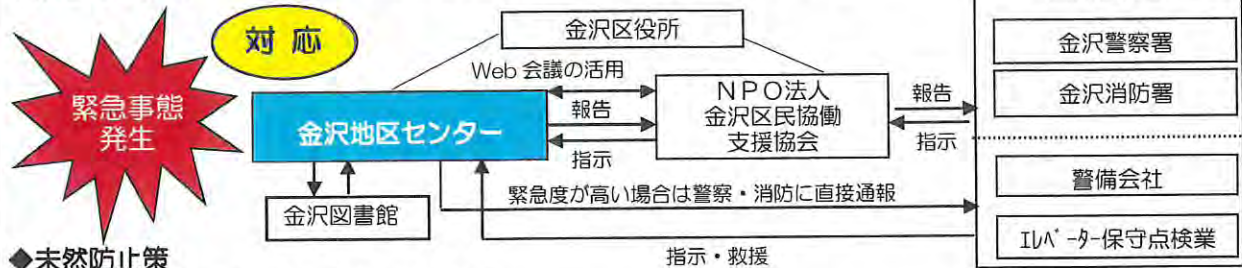 対 応
金沢区役所
緊急事態
発生
Web 会議の活用
金沢地区センター
報告
指示
NPO法人
金沢区民協働
支援協会
報告
指示
金沢警察署
金沢消防署
警備会社
ｴﾚﾍﾞｰﾀｰ保守点検業
金沢図書館
緊急度が高い場合は警察・消防に直接通報
指示・救援
◆未然防止策